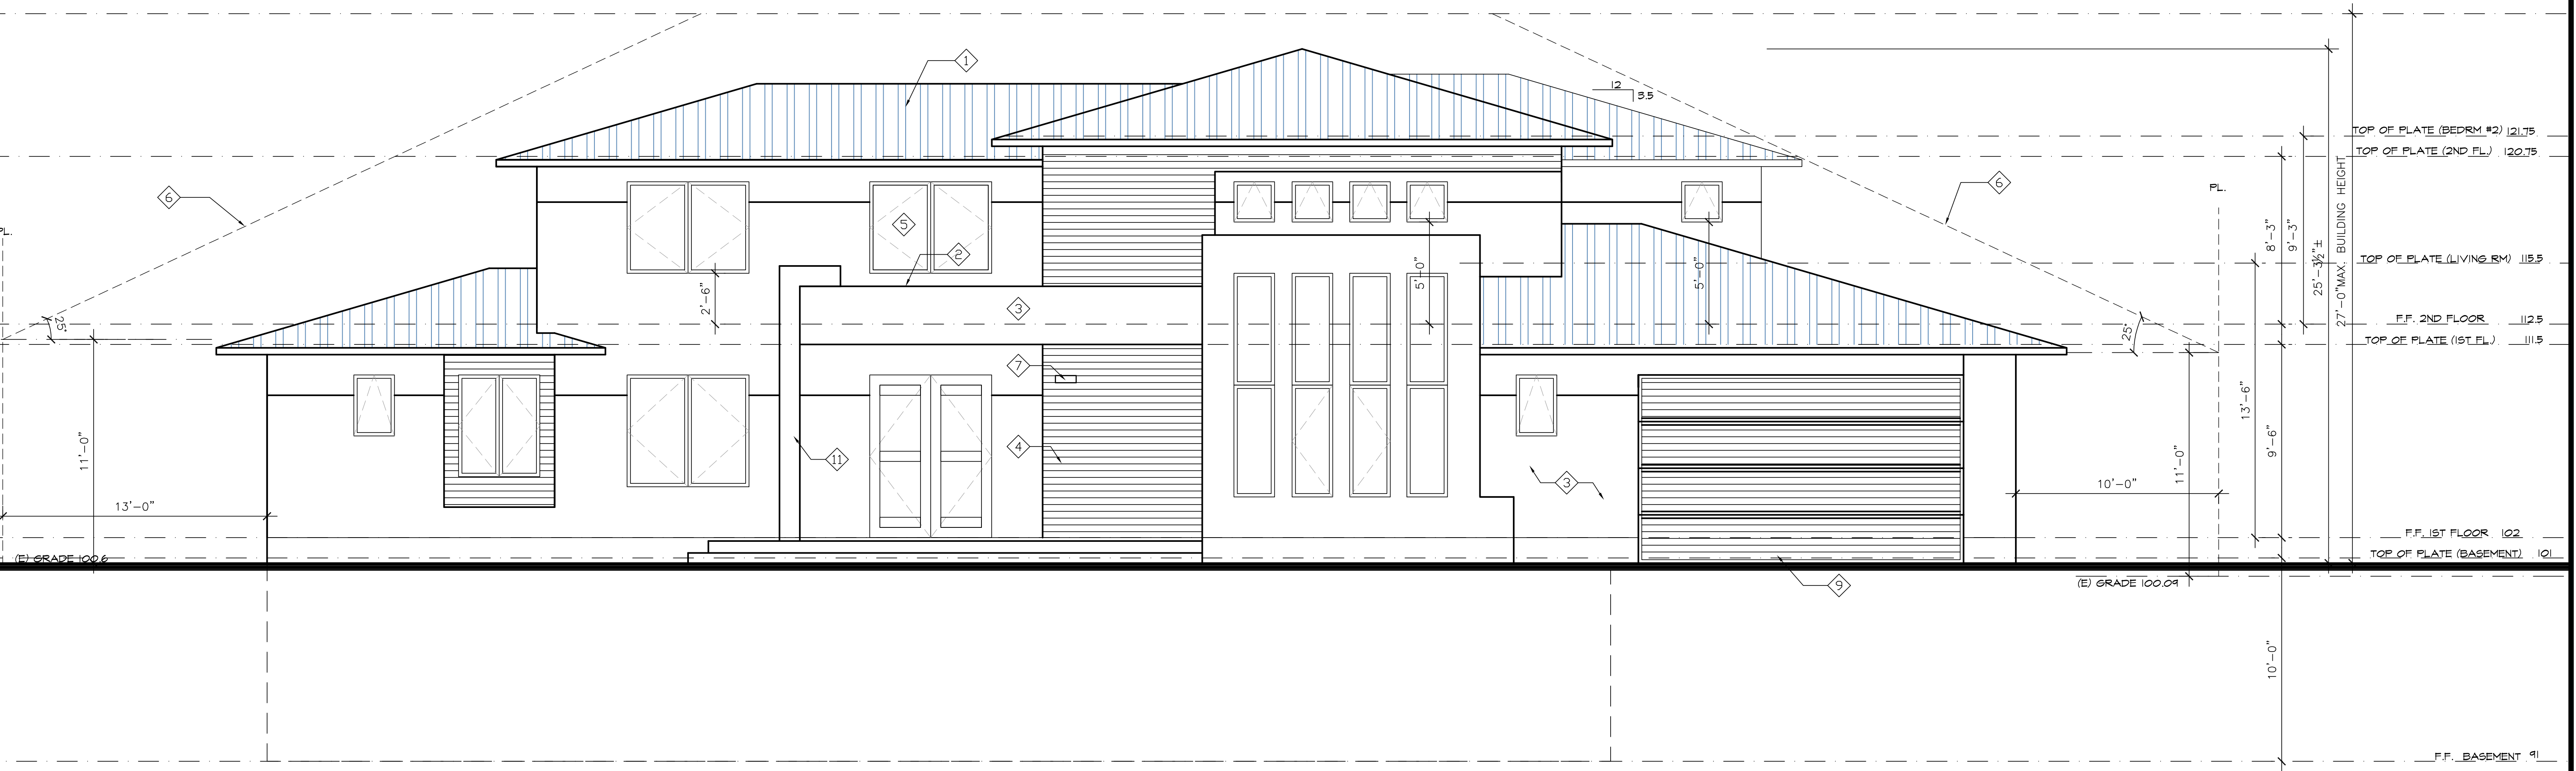 1
12
3.5
TOP OF PLATE (BEDRM #2) 121.75
TOP OF PLATE (2ND FL.) 120.75
6
6
PL.
PL.
5
2
27'-0"MAX. BUILDING HEIGHT
25'-3½"±
9'-3"
8'-3"
TOP OF PLATE (LIVING RM) 115.5
2'-6"
5'-0"
5'-0"
3
25°
25°
F.F. 2ND FLOOR 112.5
TOP OF PLATE (1ST FL.) 111.5
7
11'-0"
13'-6"
9'-6"
11'-0"
4
11
3
13'-0"
10'-0"
F.F. 1ST FLOOR 102
TOP OF PLATE (BASEMENT) 101
(E) GRADE 100.6
(E) GRADE 100.09
9
10'-0"
F.F. BASEMENT 91